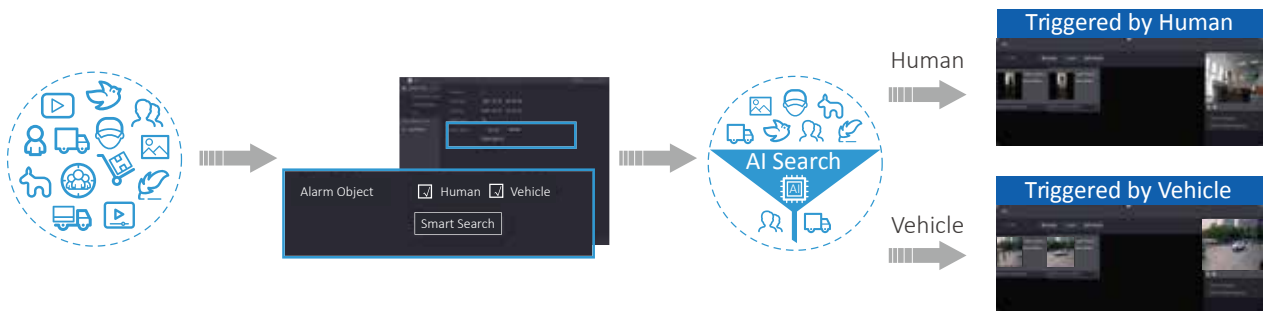 Alarm Object
Human
Vehicle
Smart Search
AI Search
AI
Human
Vehicle
Triggered by Human
Triggered by Vehicle